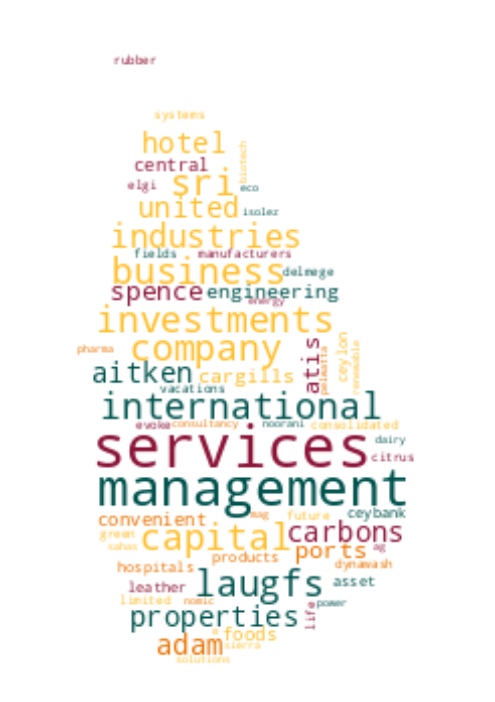 rubber
systems
hotel
biotech
central
elgi
sri
eco
united
isolez
industries
fields
manufacturers
business
delmege
spence
engineering
energy
investments
pharma
company
atis
pelwatta
ceylon
renewable
aitken
cargills
vacations
international
evoke
consultancy
noorani
consolidated
services
dairy
citrus
management
convenient
mag
future
ceybank
green
capital
carbons
sahas
products
ports
ag
hospitals
dynawash
leather
laugfs
asset
limited
nomic
life
power
properties
e
foods
adam
sierra
solutions